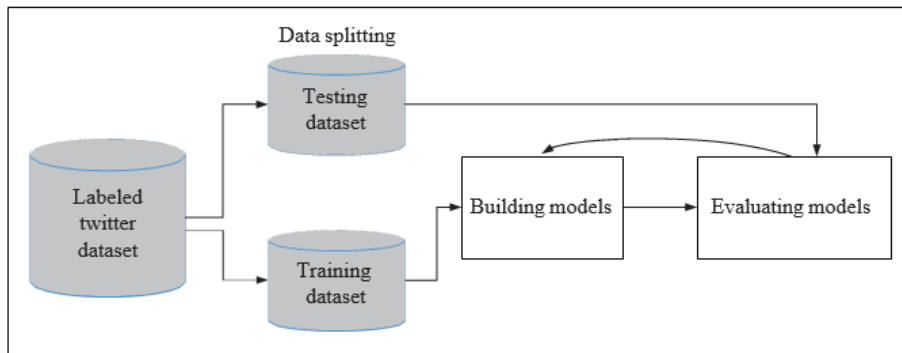 Data splitting
Testing
dataset
Labeled
twitter
dataset
Training
dataset
Building models
Evaluating models